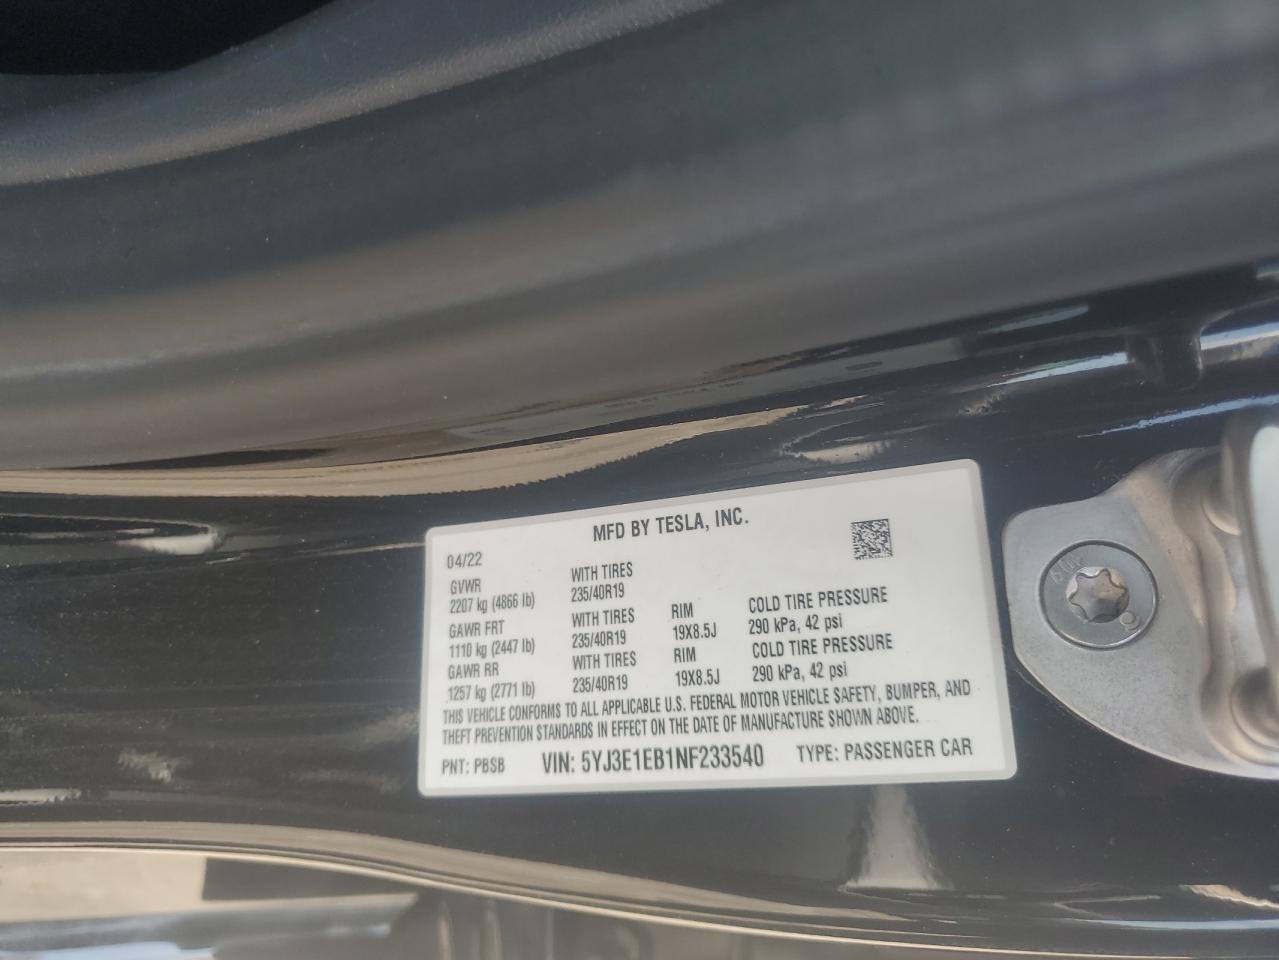 MFD BY TESLA, INC.
04/22
GVWR WITH TIRES
2207 kg (4866 lb) 235/40R19
GAWR FRT WITH TIRES RIM COLD TIRE PRESSURE
1110 kg (2447 lb) 235/40R19 19X8.5J 290 kPa, 42 psi
GAWR RR WITH TIRES RIM COLD TIRE PRESSURE
1257 kg (2771 lb) 235/40R19 19X8.5J 290 kPa, 42 psi
THIS VEHICLE CONFORMS TO ALL APPLICABLE U.S. FEDERAL MOTOR VEHICLE SAFETY, BUMPER, AND
THEFT PREVENTION STANDARDS IN EFFECT ON THE DATE OF MANUFACTURE SHOWN ABOVE.
PNT: PBSB VIN: 5YJ3E1EB1NF233540 TYPE: PASSENGER CAR